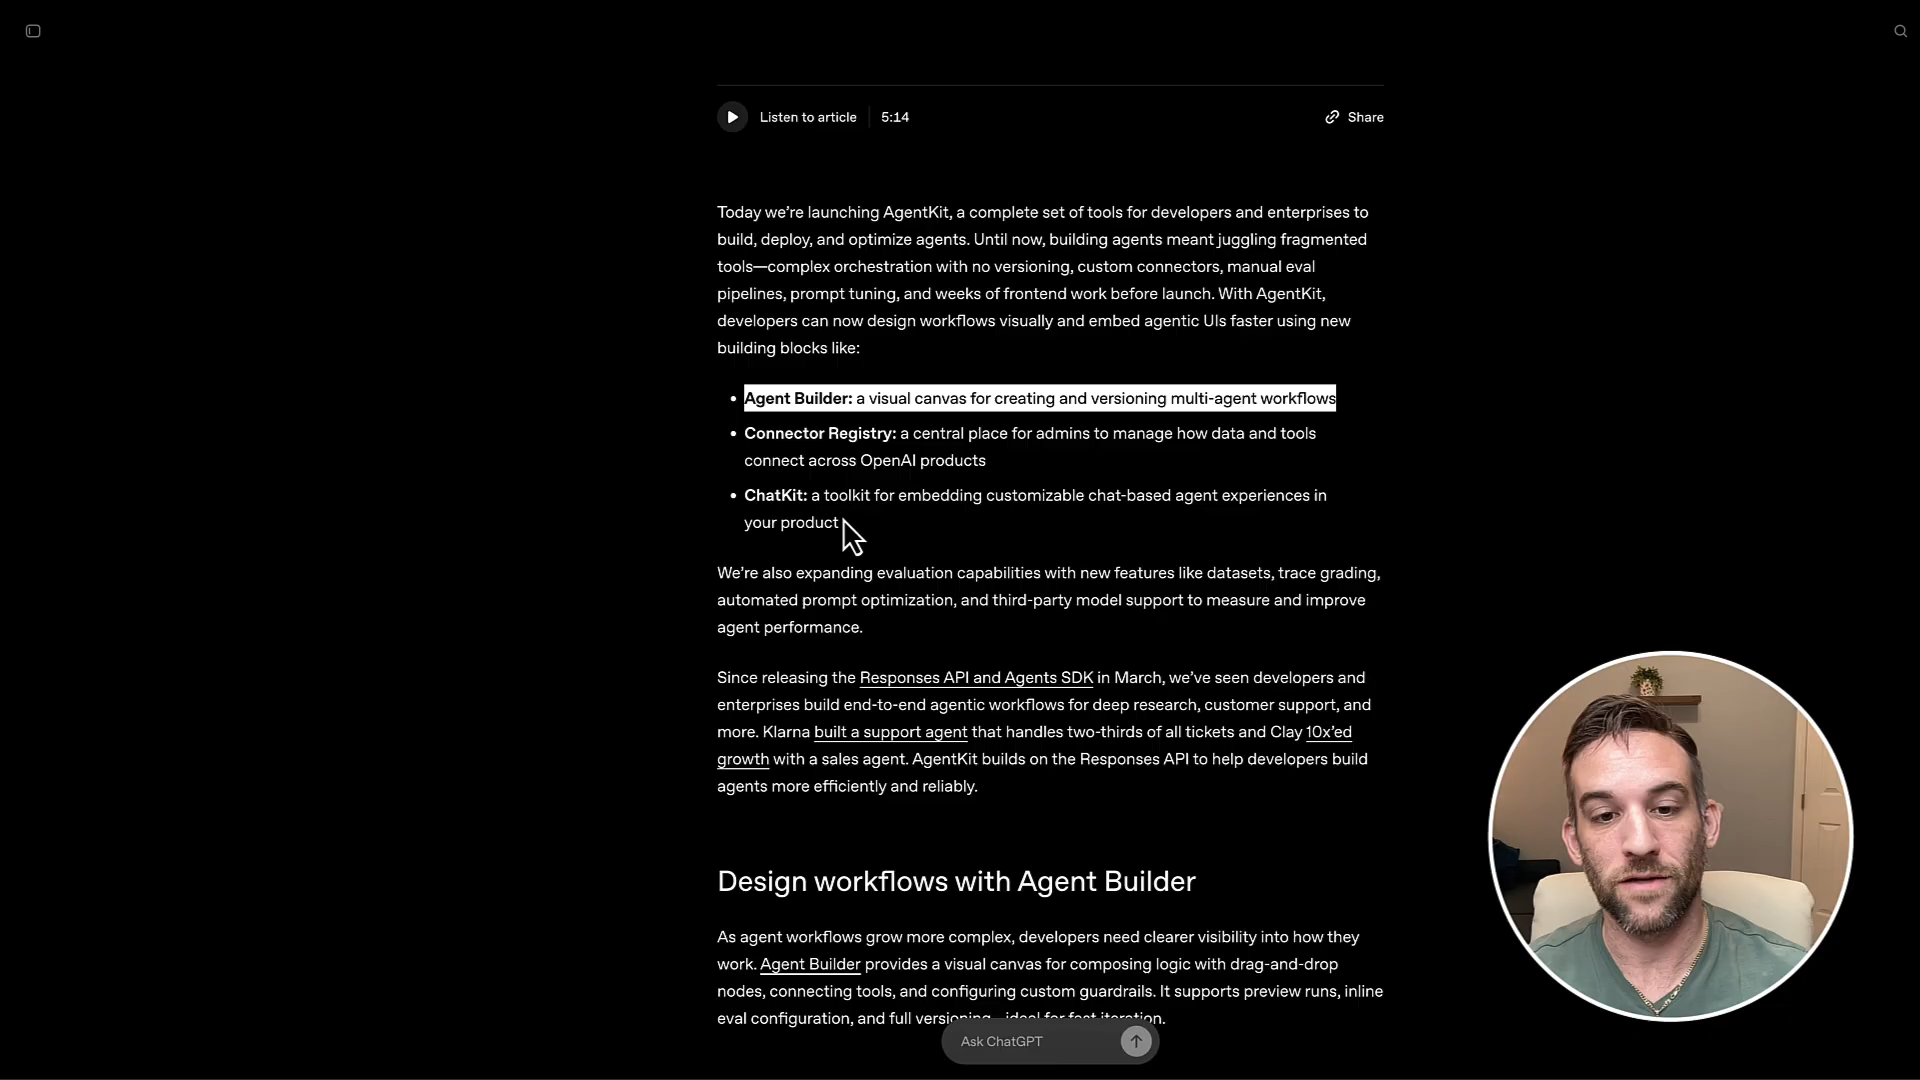 Listen to article
5:14
Share
Today we’re launching AgentKit, a complete set of tools for developers and enterprises to
build, deploy, and optimize agents. Until now, building agents meant juggling fragmented
tools—complex orchestration with no versioning, custom connectors, manual eval
pipelines, prompt tuning, and weeks of frontend work before launch. With AgentKit,
developers can now design workflows visually and embed agentic UIs faster using new
building blocks like:
• Agent Builder: a visual canvas for creating and versioning multi-agent workflows
• Connector Registry: a central place for admins to manage how data and tools
connect across OpenAI products
• ChatKit: a toolkit for embedding customizable chat-based agent experiences in
your product
We’re also expanding evaluation capabilities with new features like datasets, trace grading,
automated prompt optimization, and third-party model support to measure and improve
agent performance.
Since releasing the Responses API and Agents SDK in March, we’ve seen developers and
enterprises build end-to-end agentic workflows for deep research, customer support, and
more. Klarna built a support agent that handles two-thirds of all tickets and Clay 10x’ed
growth with a sales agent. AgentKit builds on the Responses API to help developers build
agents more efficiently and reliably.
Design workflows with Agent Builder
As agent workflows grow more complex, developers need clearer visibility into how they
work. Agent Builder provides a visual canvas for composing logic with drag-and-drop
nodes, connecting tools, and configuring custom guardrails. It supports preview runs, inline
eval configuration, and full versioning—ideal for fast iteration.
Ask ChatGPT